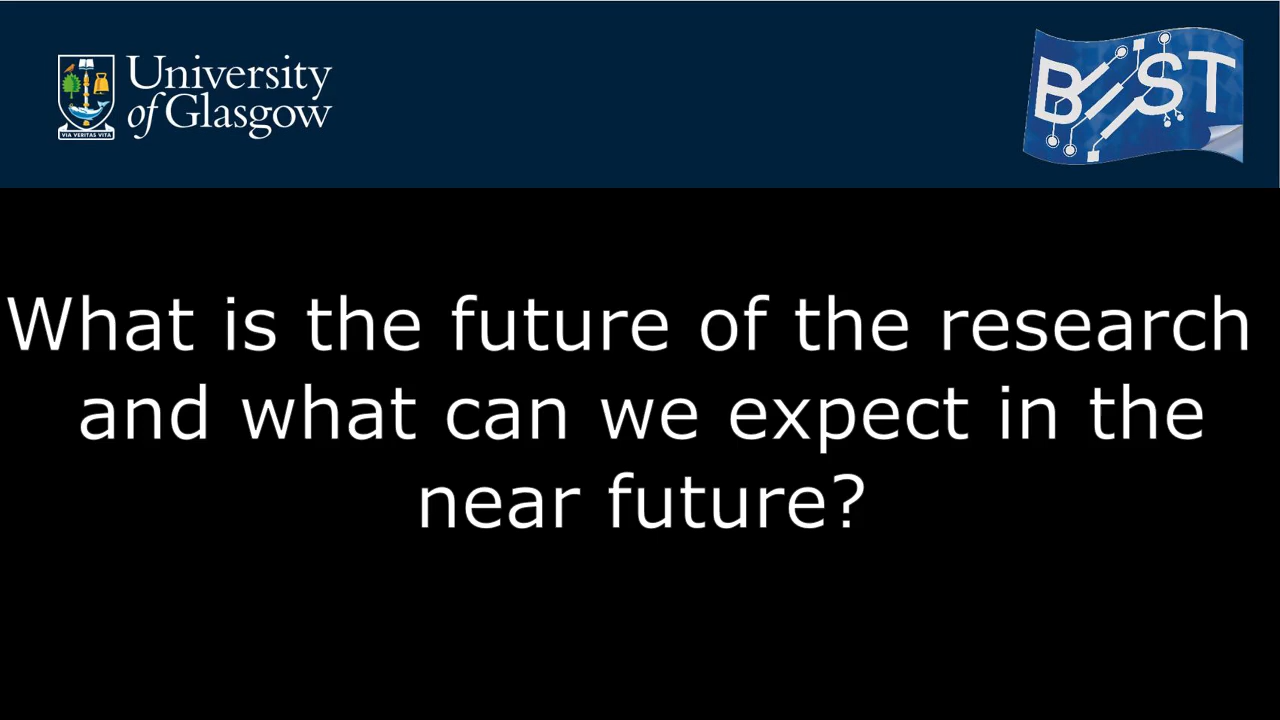 University
of Glasgow
VIA VERITAS VITA
BEST
What is the future of the research
and what can we expect in the
near future?